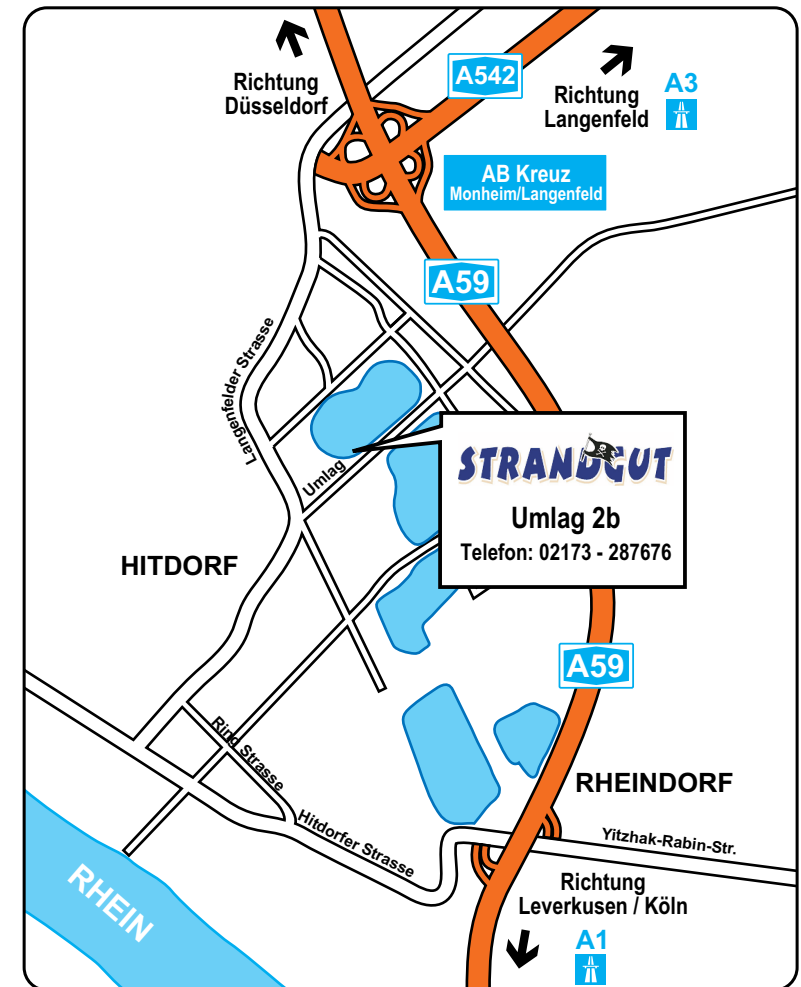 Richtung
Düsseldorf
A542
Richtung
Langenfeld
A3
AB Kreuz
Monheim/Langenfeld
A59
Langenfelder Strasse
Umlag
STRANDGUT
Umlag 2b
Telefon: 02173 - 287676
HITDORF
A59
Ring Strasse
RHEINDORF
Hitdorfer Strasse
Yitzhak-Rabin-Str.
RHEIN
Richtung
Leverkusen / Köln
A1